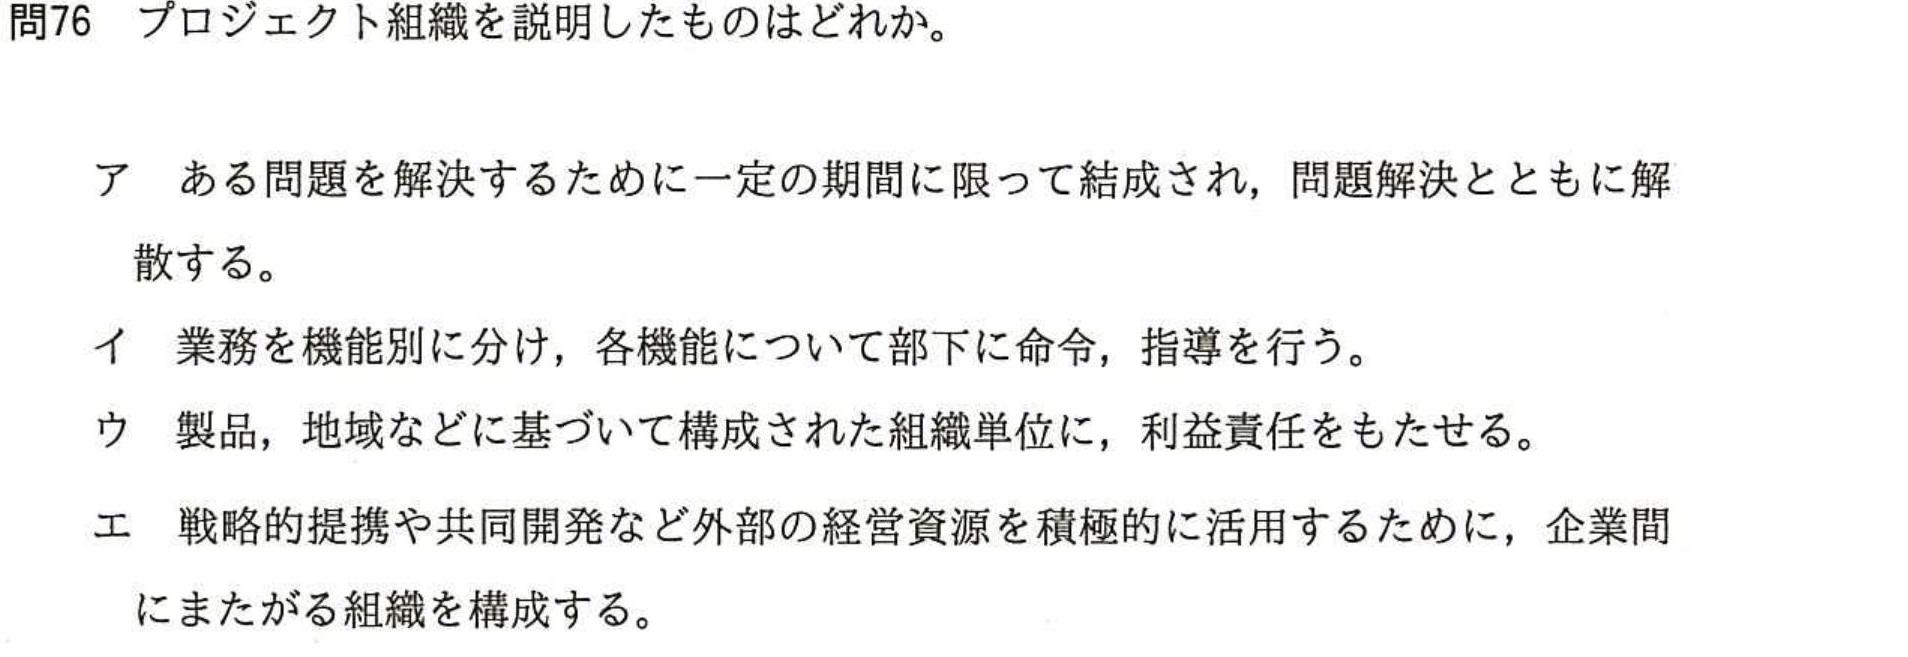 問76　プロジェクト組織を説明したものはどれか。
ア　ある問題を解決するために一定の期間に限って結成され，問題解決とともに解
散する。
イ　業務を機能別に分け，各機能について部下に命令，指導を行う。
ウ　製品，地域などに基づいて構成された組織単位に，利益責任をもたせる。
エ　戦略的提携や共同開発など外部の経営資源を積極的に活用するために，企業間
にまたがる組織を構成する。